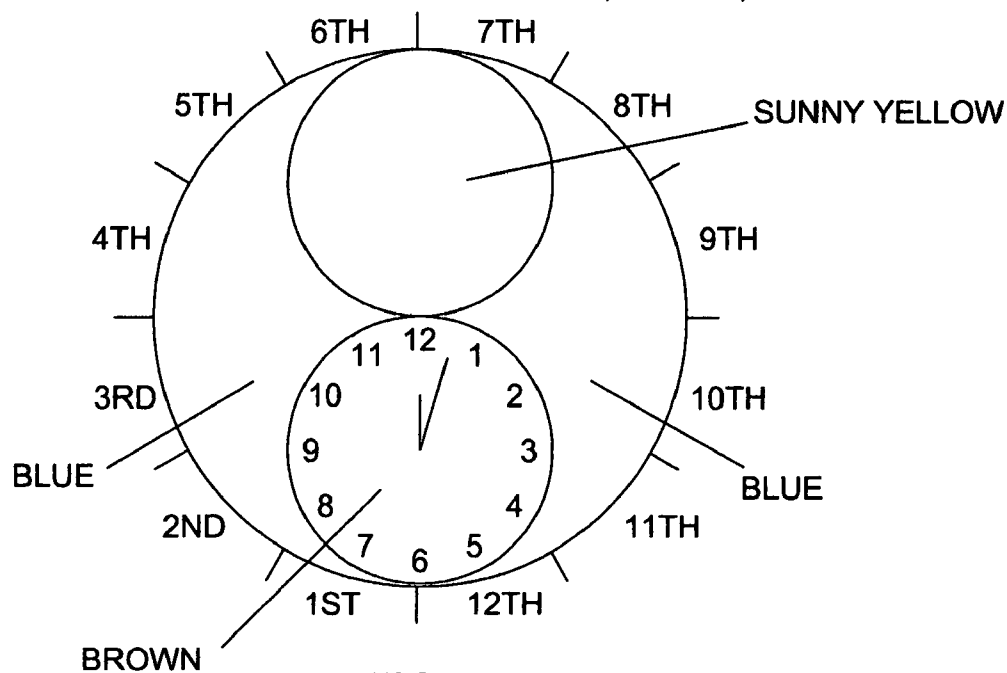 6TH 7TH
5TH 8TH
SUNNY YELLOW
4TH 9TH
12
11 1
10 2
3RD 10TH
9 3
BLUE BLUE
8 4
2ND 11TH
7 5
6
1ST 12TH
BROWN